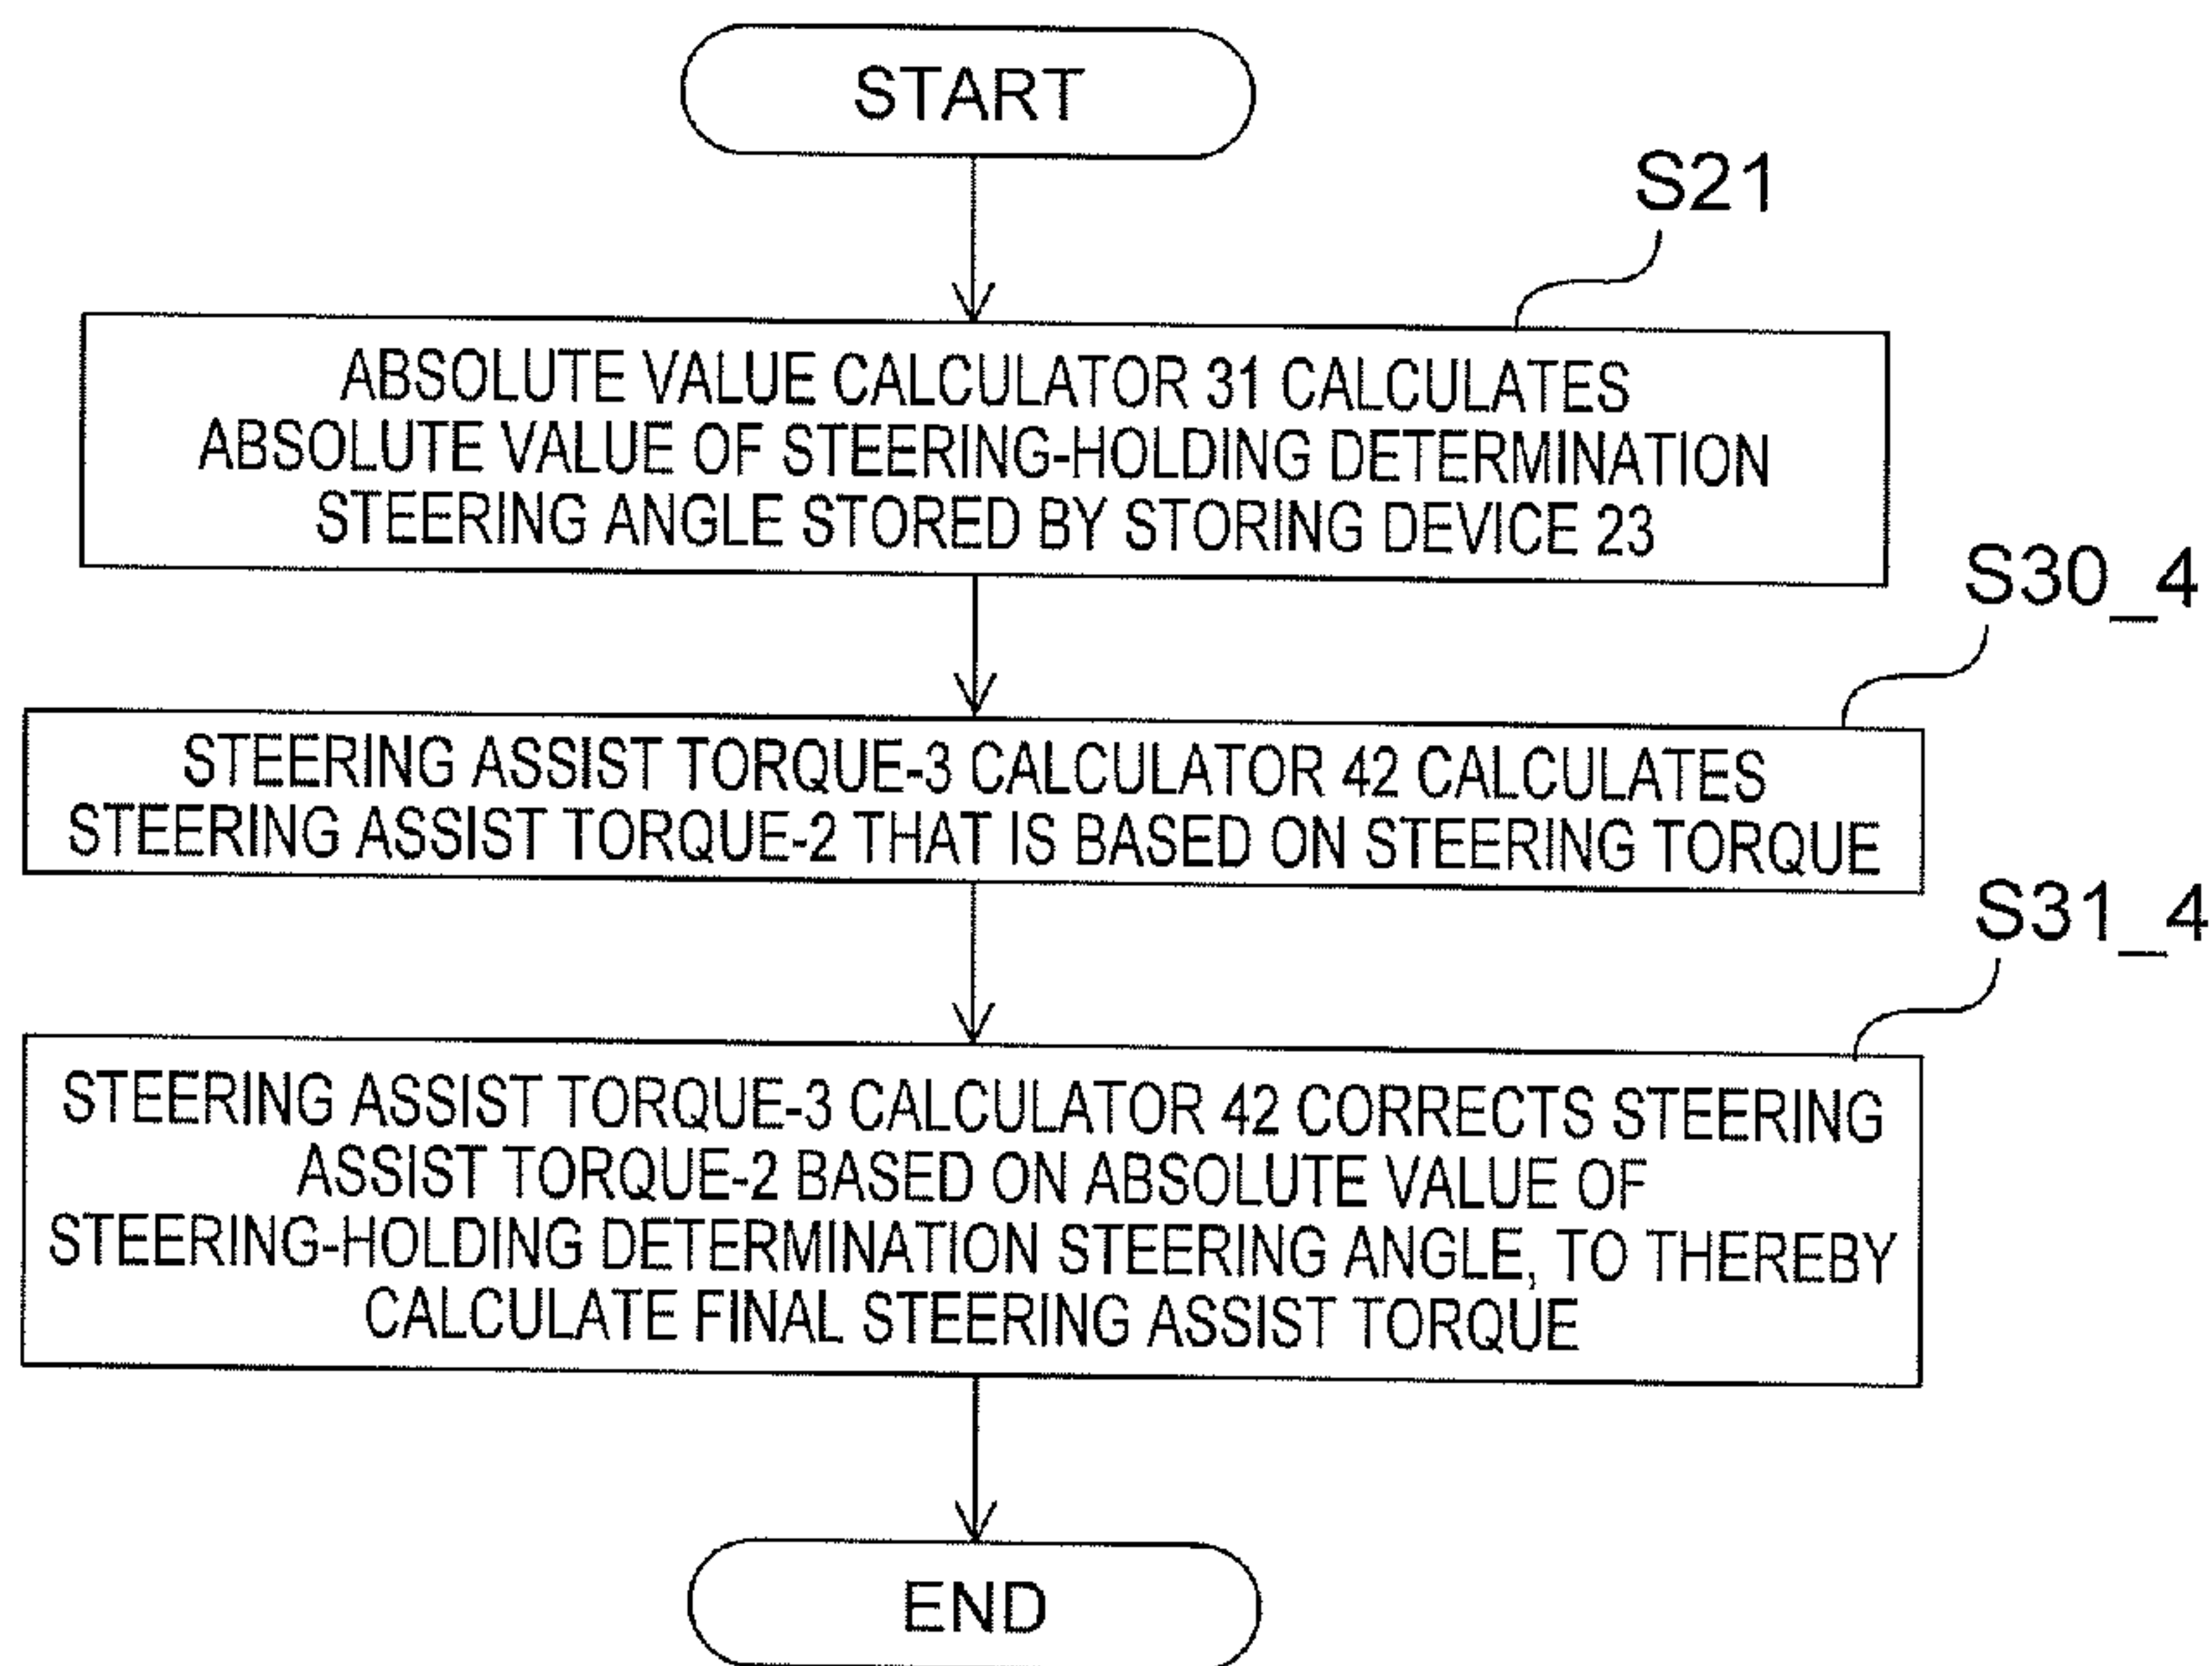 START
S21
ABSOLUTE VALUE CALCULATOR 31 CALCULATES
ABSOLUTE VALUE OF STEERING-HOLDING DETERMINATION
STEERING ANGLE STORED BY STORING DEVICE 23
S30_4
STEERING ASSIST TORQUE-3 CALCULATOR 42 CALCULATES
STEERING ASSIST TORQUE-2 THAT IS BASED ON STEERING TORQUE
S31_4
STEERING ASSIST TORQUE-3 CALCULATOR 42 CORRECTS STEERING
ASSIST TORQUE-2 BASED ON ABSOLUTE VALUE OF
STEERING-HOLDING DETERMINATION STEERING ANGLE, TO THEREBY
CALCULATE FINAL STEERING ASSIST TORQUE
END